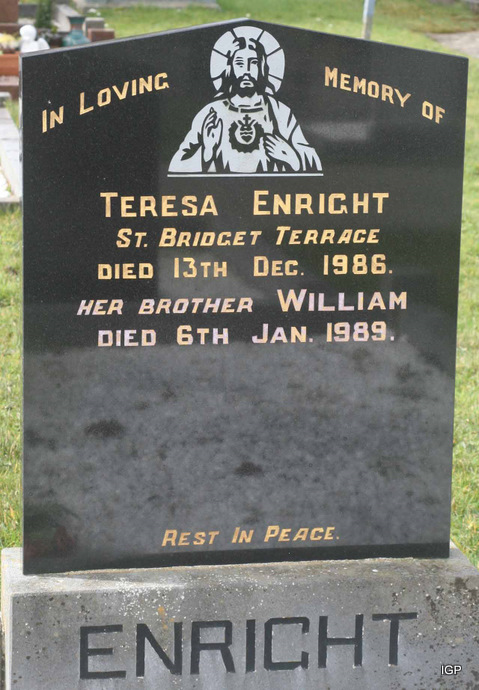 IN LOVING MEMORY OF
TERESA ENRIGHT
ST. BRIDGET TERRACE
DIED 13TH DEC. 1986.
HER BROTHER WILLIAM
DIED 6TH JAN. 1989.
REST IN PEACE.
ENRICHT
IGP